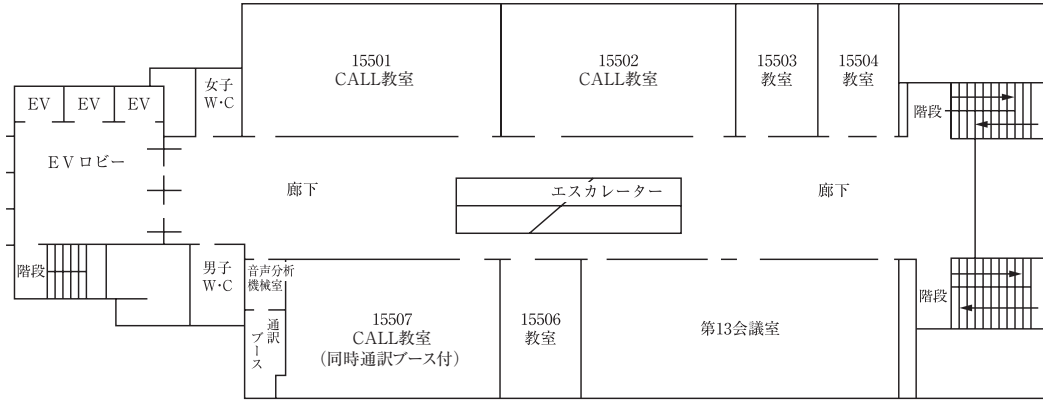 15501
CALL教室
15502
CALL教室
15503
教室
15504
教室
女子
W・C
EV
EV
EV
階段
EVロビー
廊下
エスカレーター
廊下
階段
男子
W・C
音声分析
機械室
通訳
ブース
15507
CALL教室
（同時通訳ブース付）
15506
教室
第13会議室
階段